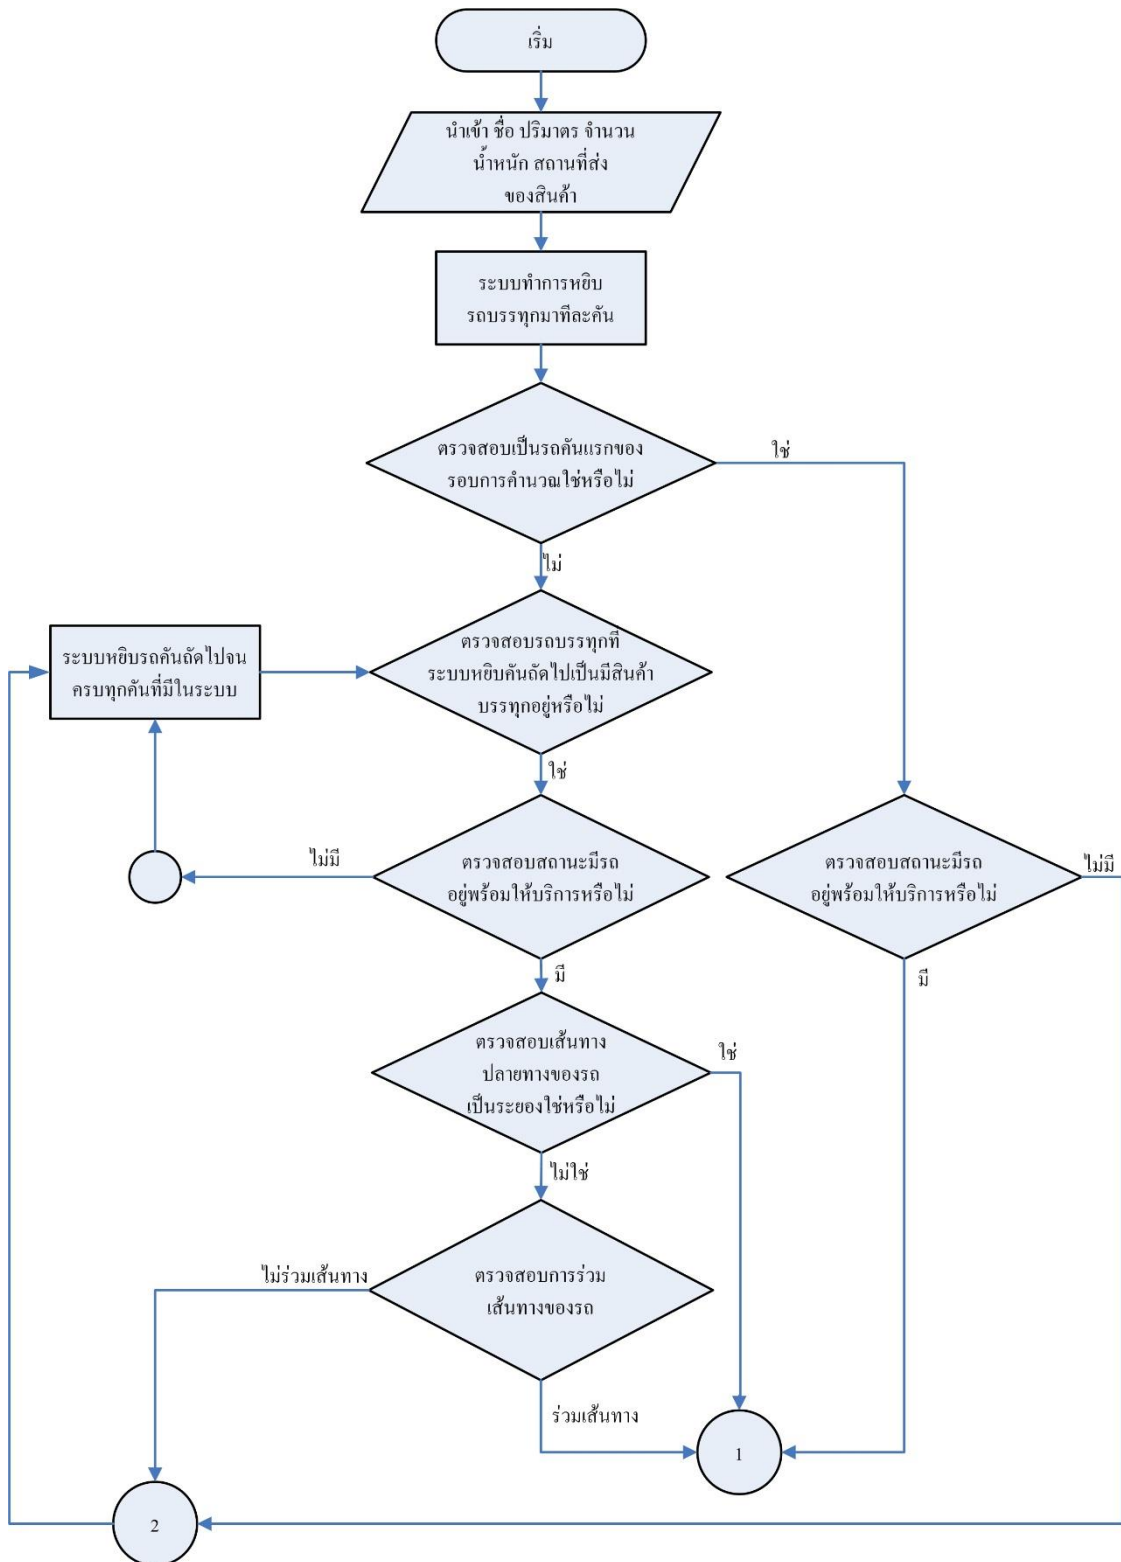 เริ่ม
นำเข้า ชื่อ ปริมาตร จำนวน
น้ำหนัก สถานที่ส่ง
ของสินค้า
ระบบทำการหยิบ
รถบรรทุกมาทีละคัน
ตรวจสอบเป็นรถคันแรกของ
รอบการคำนวณใช่หรือไม่
ใช่
ไม่
ระบบหยิบรถคันถัดไปจน
ครบทุกคันที่มีในระบบ
ตรวจสอบรถบรรทุกที่
ระบบหยิบคันถัดไปเป็นมีสินค้า
บรรทุกอยู่หรือไม่
ใช่
ไม่มี
ตรวจสอบสถานะมีรถ
อยู่พร้อมให้บริการหรือไม่
ตรวจสอบสถานะมีรถ
อยู่พร้อมให้บริการหรือไม่
ไม่มี
มี
มี
ตรวจสอบเส้นทาง
ปลายทางของรถ
เป็นระยองใช่หรือไม่
ใช่
ไม่ใช่
ไม่ร่วมเส้นทาง
ตรวจสอบการร่วม
เส้นทางของรถ
ร่วมเส้นทาง
1
2